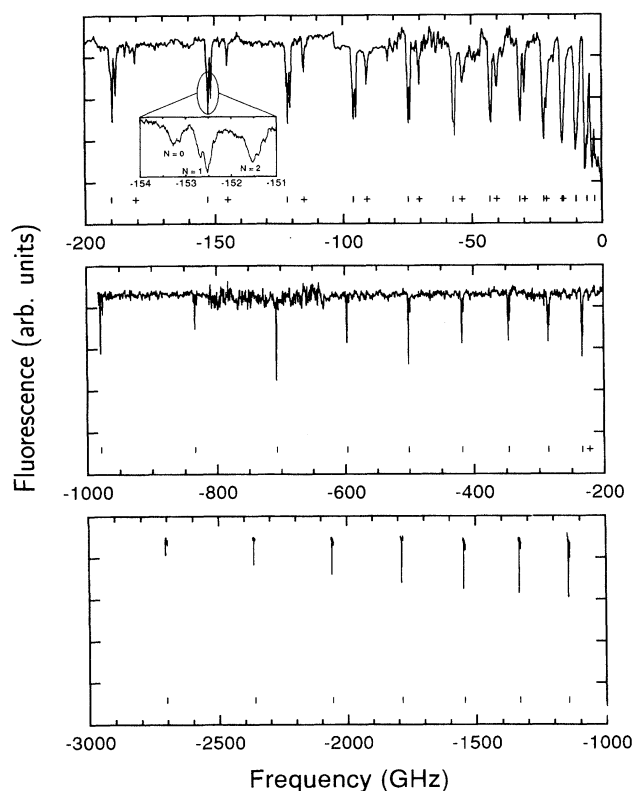 N = 0
N = 1
N = 2
-154 -153 -152 -151
-200 -150 -100 -50 0
Fluorescence (arb. units)
-1000 -800 -600 -400 -200
-3000 -2500 -2000 -1500 -1000
Frequency (GHz)